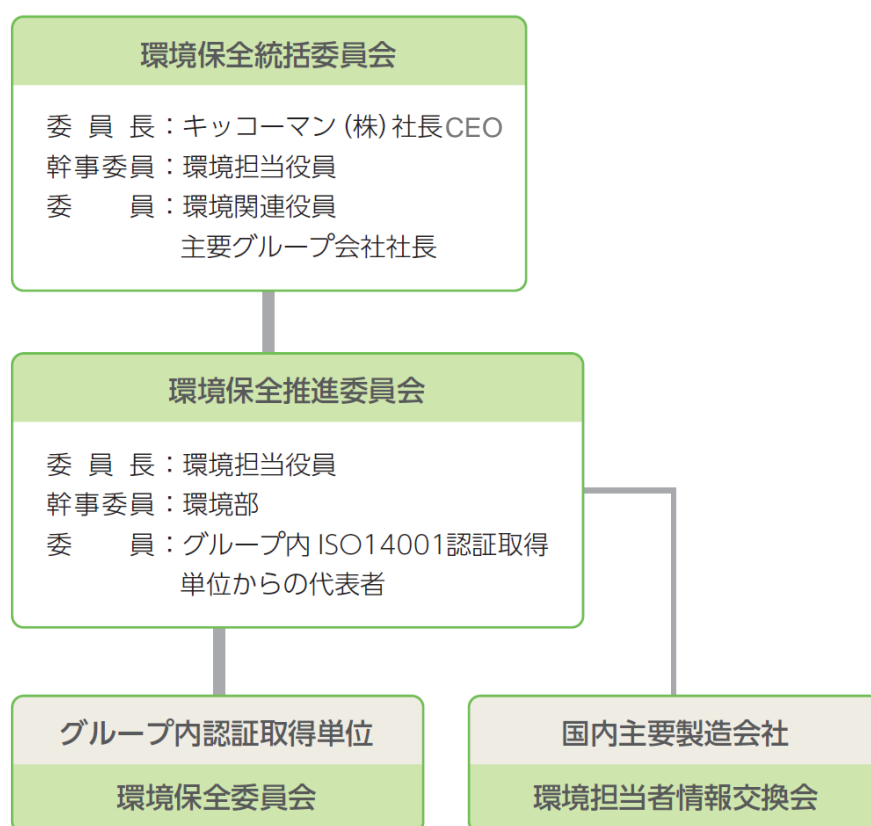 環境保全統括委員会
委員長：キッコーマン（株）社長CEO
幹事委員：環境担当役員
委　員：環境関連役員
主要グループ会社社長
環境保全推進委員会
委員長：環境担当役員
幹事委員：環境部
委　員：グループ内ISO14001認証取得
単位からの代表者
グループ内認証取得単位
環境保全委員会
国内主要製造会社
環境担当者情報交換会